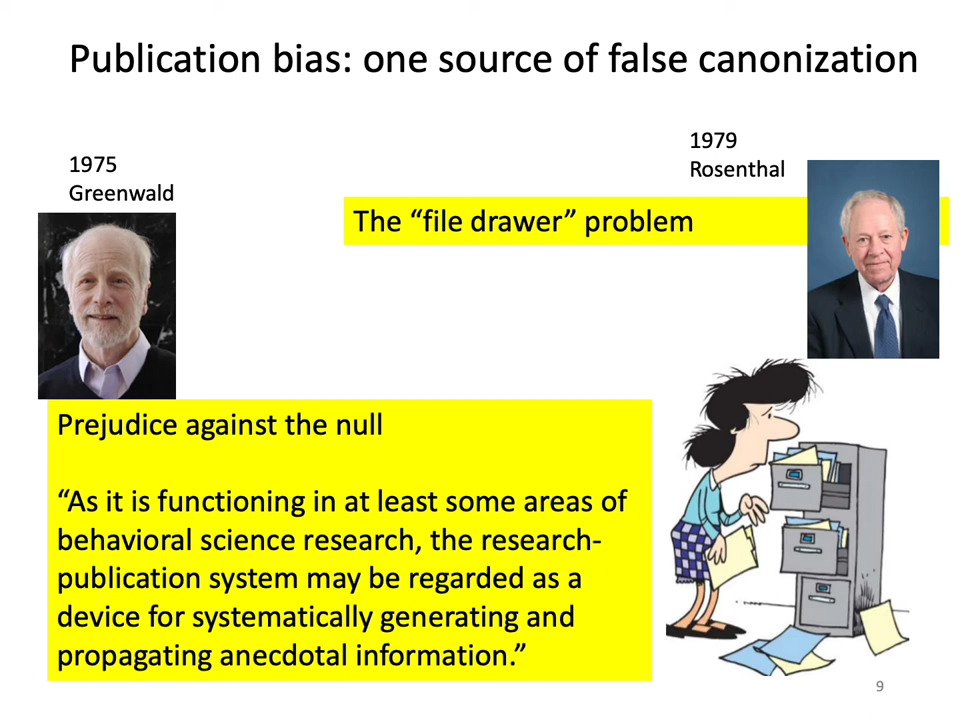 Publication bias: one source of false canonization
1975
Greenwald
1979
Rosenthal
The “file drawer” problem
Prejudice against the null
“As it is functioning in at least some areas of
behavioral science research, the research-
publication system may be regarded as a
device for systematically generating and
propagating anecdotal information.”
9